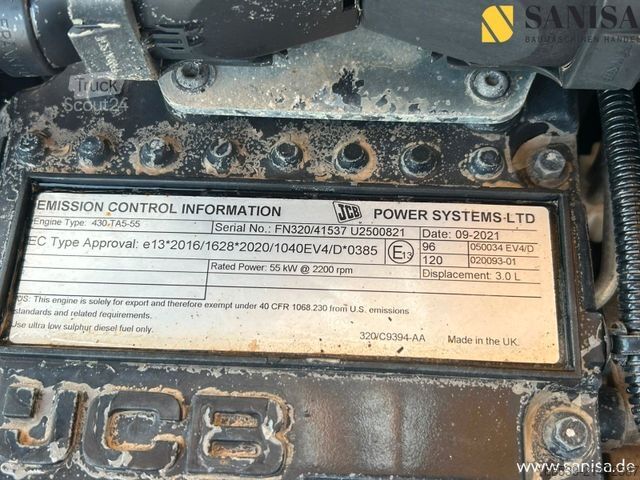 SANISA
BAUMASCHINEN HANDEL
FRANCE
Truck
Scout24
EMISSION CONTROL INFORMATION JCB POWER SYSTEMS LTD
Engine Type: 430-TA5-55 Serial No.: FN320/41537 U2500821 Date: 09-2021
EC Type Approval: e13*2016/1628*2020/1040EV4/D*0385 E13 96 050034 EV4/D
120 020093-01
Rated Power: 55 kW @ 2200 rpm Displacement: 3.0 L
US: This engine is solely for export and therefore exempt under 40 CFR 1068.230 from U.S. emissions
standards and related requirements.
Use ultra low sulphur diesel fuel only. 320/C9394-AA Made in the UK.
JCB
www.sanisa.de